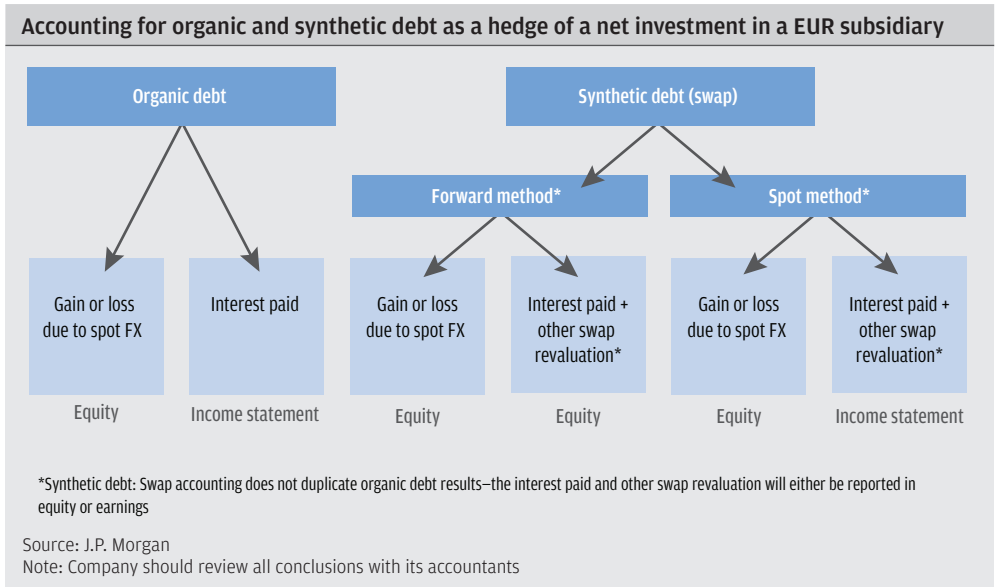 Accounting for organic and synthetic debt as a hedge of a net investment in a EUR subsidiary
Organic debt
Synthetic debt (swap)
Forward method*
Spot method*
Gain or loss
due to spot FX
Interest paid
Gain or loss
due to spot FX
Interest paid +
other swap
revaluation*
Gain or loss
due to spot FX
Interest paid +
other swap
revaluation*
Equity
Income statement
Equity
Equity
Equity
Income statement
*Synthetic debt: Swap accounting does not duplicate organic debt results—the interest paid and other swap revaluation will either be reported in
equity or earnings
Source: J.P. Morgan
Note: Company should review all conclusions with its accountants